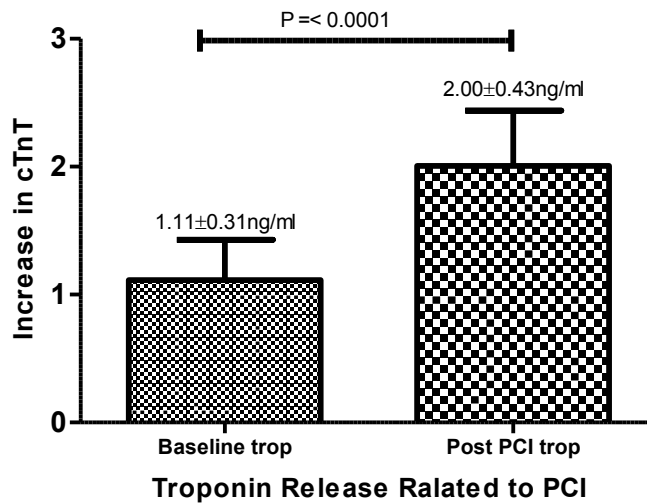 P =< 0.0001
3
2.00±0.43ng/ml
2
1.11±0.31ng/ml
1
0
Increase in cTnT
Baseline trop
Post PCI trop
Troponin Release Ralated to PCI